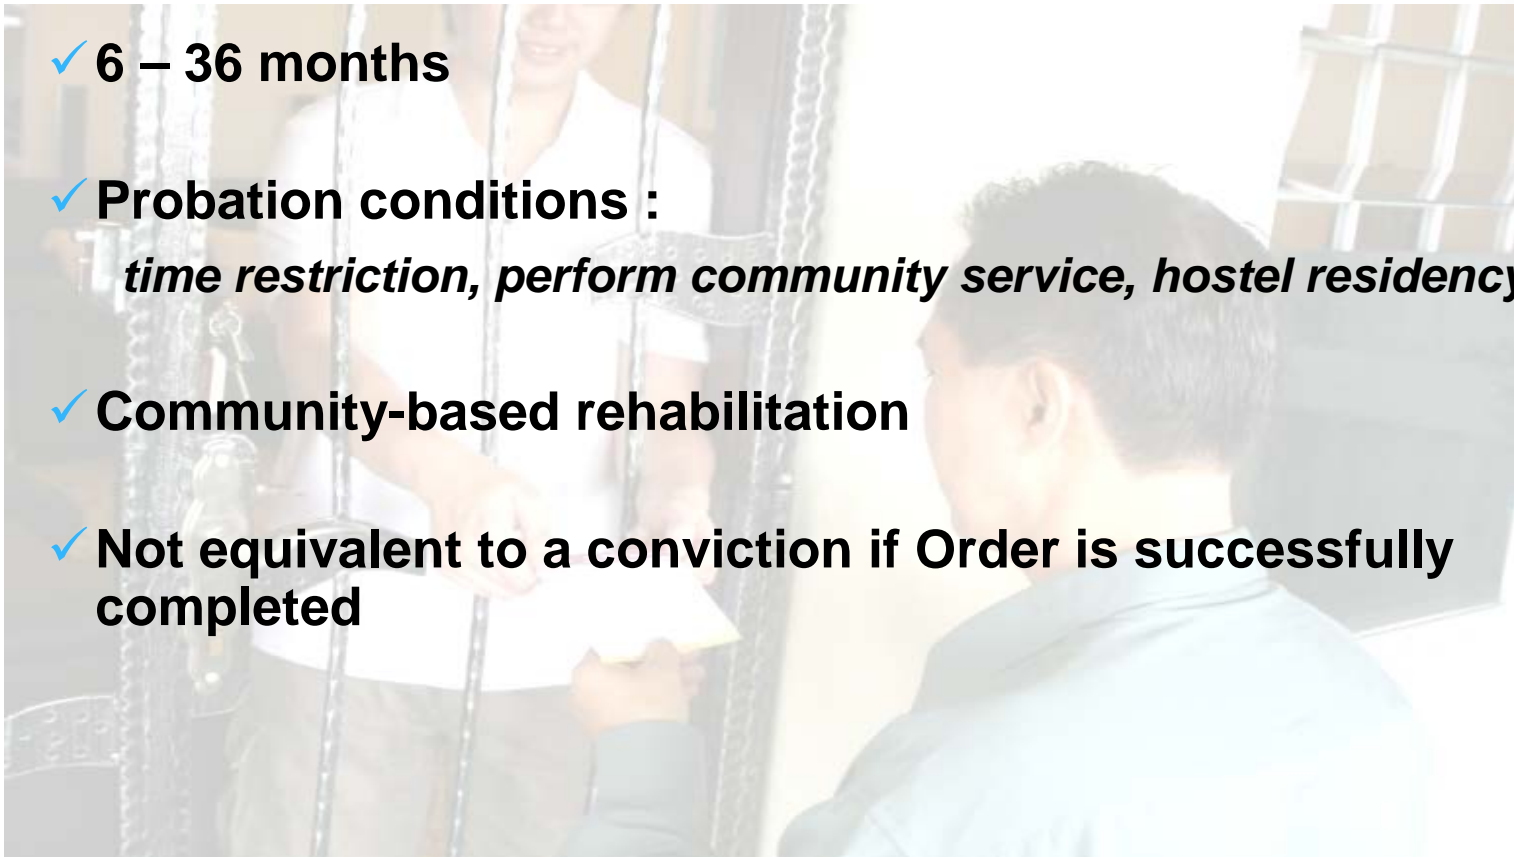 ✓ 6 – 36 months
✓ Probation conditions :
time restriction, perform community service, hostel residency
✓ Community-based rehabilitation
✓ Not equivalent to a conviction if Order is successfully
completed